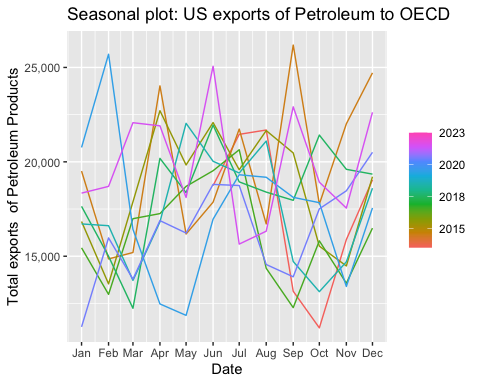 Seasonal plot: US exports of Petroleum to OECD
Total exports  of Petroleum Products
25,000
20,000
15,000
Jan Feb Mar Apr May Jun Jul Aug Sep Oct Nov Dec
Date
2023
2020
2018
2015